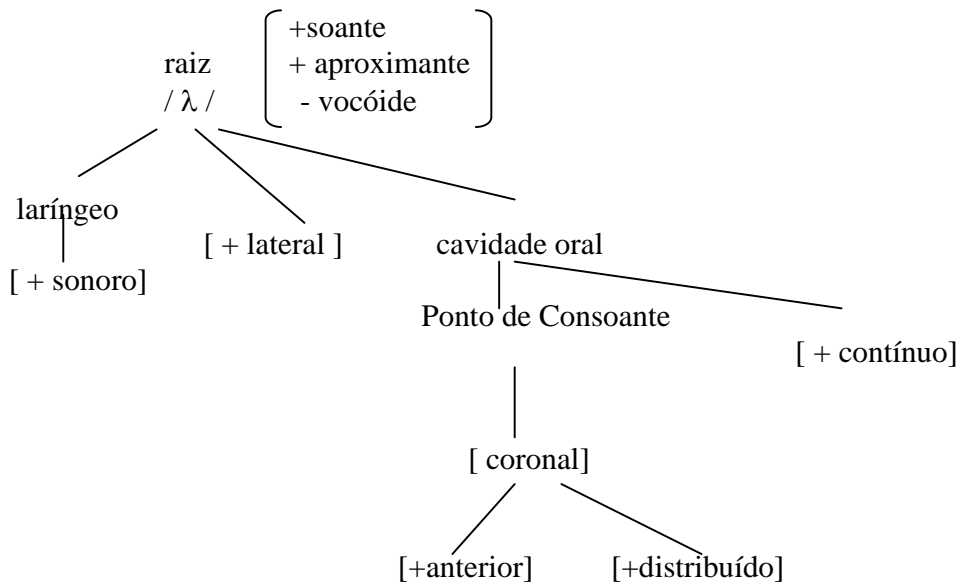 +soante
raiz + aproximante
/ λ / - vocóide
laríngeo
[ + lateral ] cavidade oral
[ + sonoro]
Ponto de Consoante
[ + contínuo]
[ coronal]
[+anterior] [+distribuído]